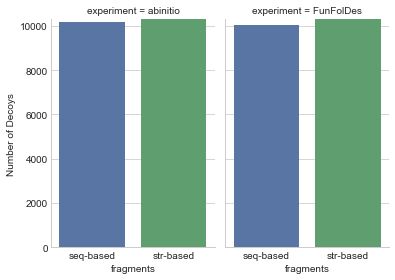 experiment = abinitio
experiment = FunFolDes
10000
8000
6000
4000
2000
0
Number of Decoys
seq-based
str-based
seq-based
str-based
fragments
fragments